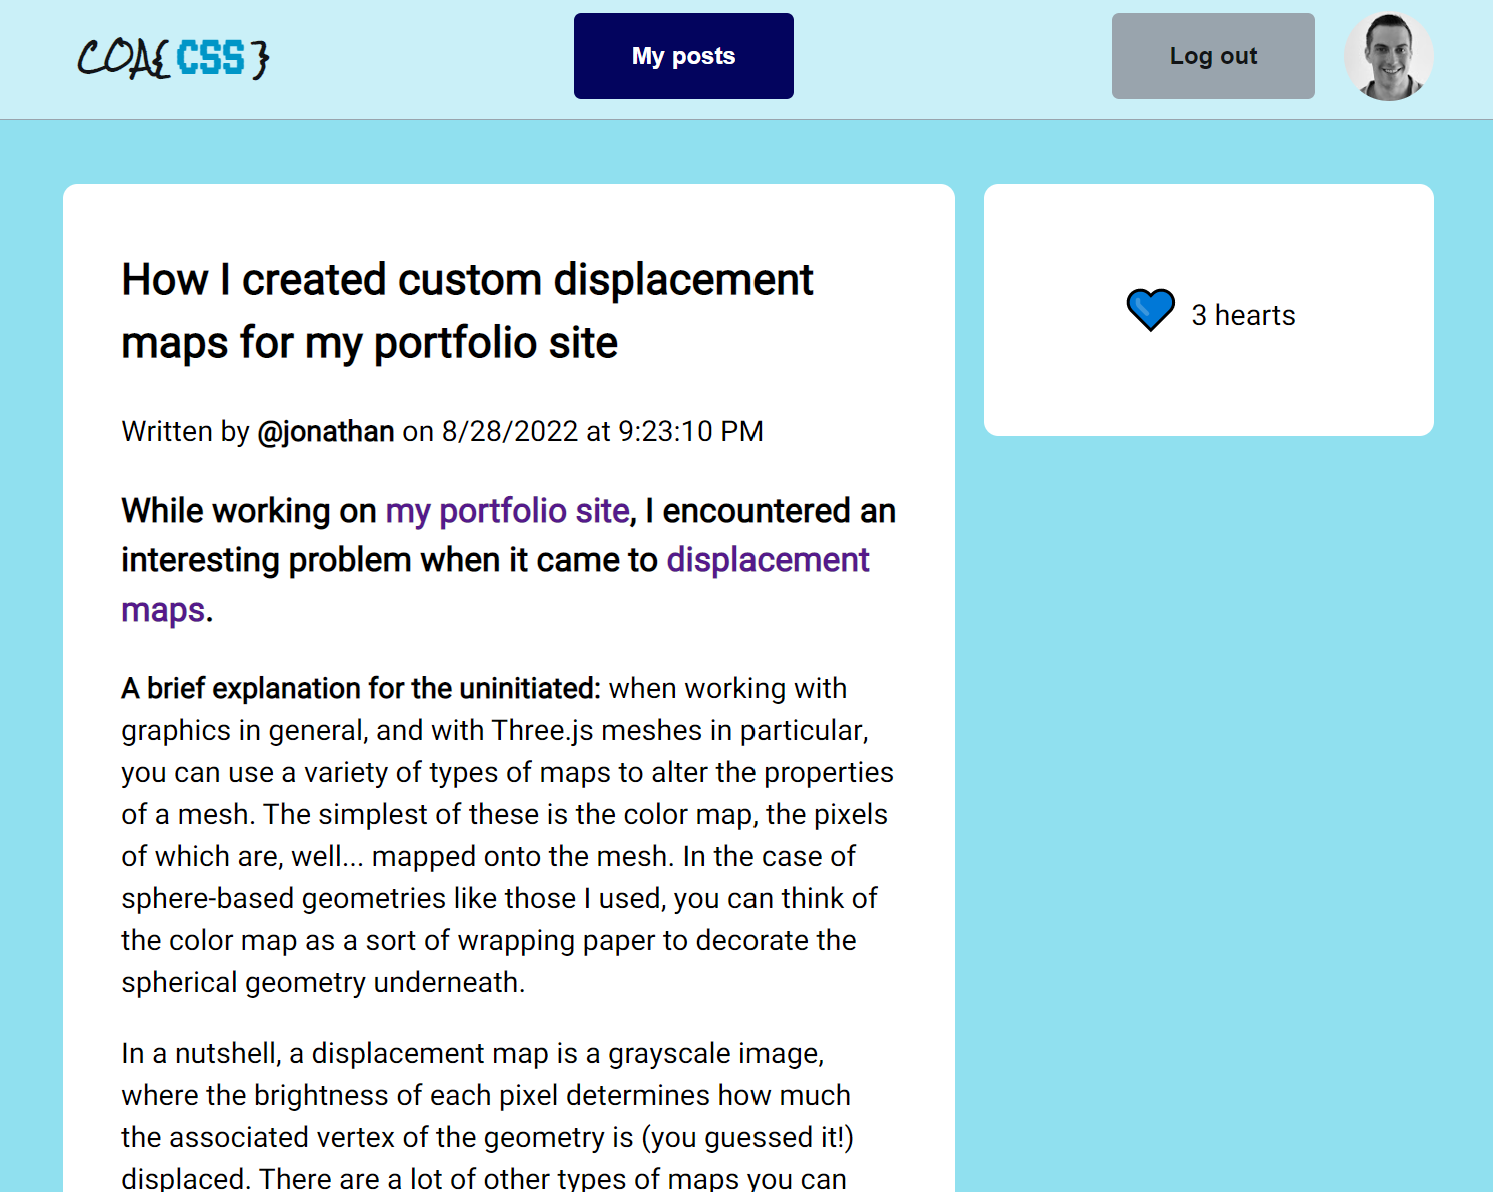 COA{CSS}
My posts
Log out
How I created custom displacement
maps for my portfolio site
Written by @jonathan on 8/28/2022 at 9:23:10 PM
While working on my portfolio site, I encountered an
interesting problem when it came to displacement
maps.
A brief explanation for the uninitiated: when working with
graphics in general, and with Three.js meshes in particular,
you can use a variety of types of maps to alter the properties
of a mesh. The simplest of these is the color map, the pixels
of which are, well... mapped onto the mesh. In the case of
sphere-based geometries like those I used, you can think of
the color map as a sort of wrapping paper to decorate the
spherical geometry underneath.
In a nutshell, a displacement map is a grayscale image,
where the brightness of each pixel determines how much
the associated vertex of the geometry is (you guessed it!)
displaced. There are a lot of other types of maps you can
3 hearts